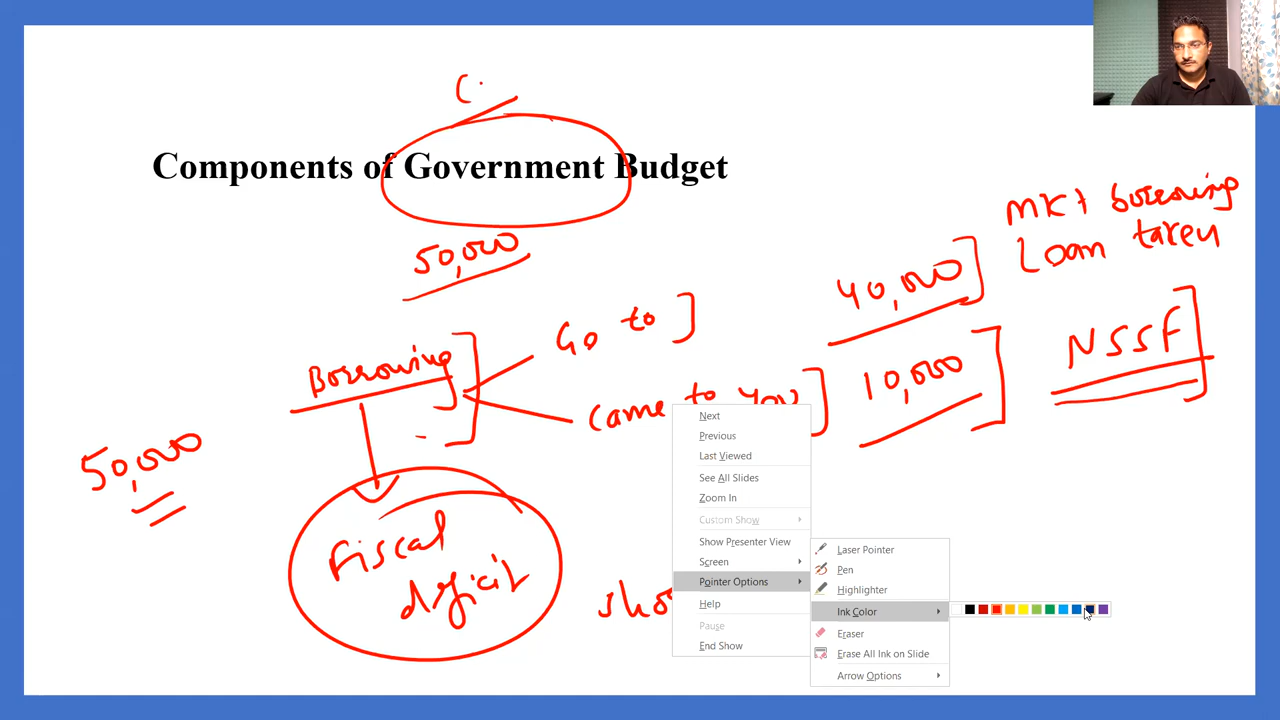 C.
Components of Government Budget
50,000
MKt borrowing
Loan taken
40,000
Go to
NSSF
Borrowing
10,000
Came to you
50,000
Fiscal
deficit
sho
Next
Previous
Last Viewed
See All Slides
Zoom In
Custom Show
Show Presenter View
Screen
Pointer Options
Help
Pause
End Show
Laser Pointer
Pen
Highlighter
Ink Color
Eraser
Erase All Ink on Slide
Arrow Options